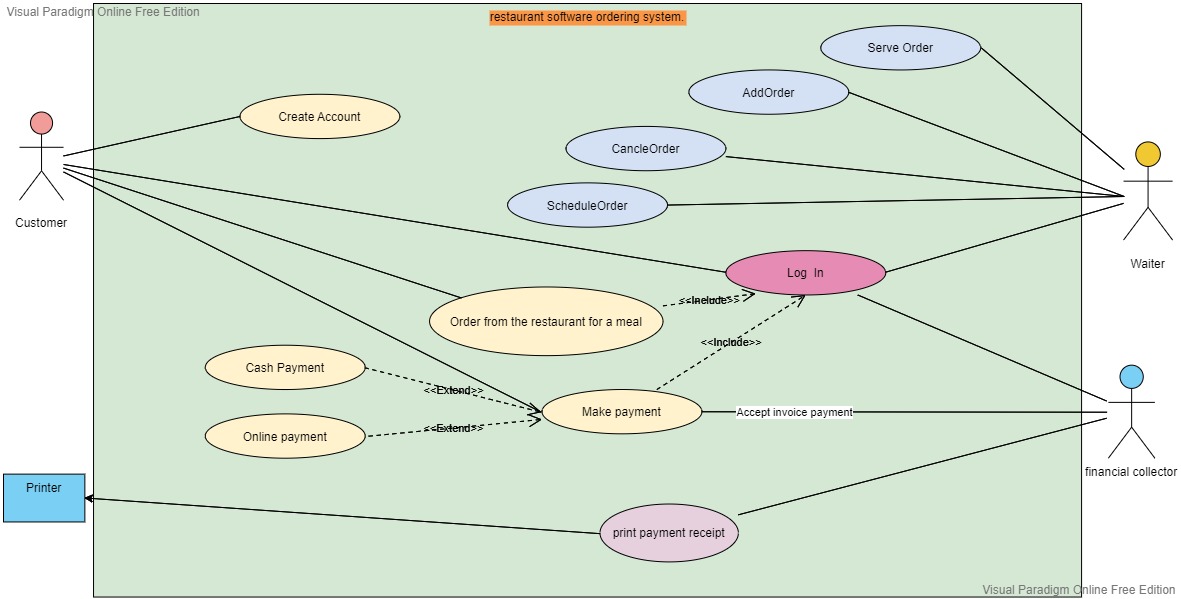 Visual Paradigm Online Free Edition
restaurant software ordering system.
Serve Order
AddOrder
Create Account
CancleOrder
ScheduleOrder
Customer
Waiter
Log In
<<Include>>
Order from the restaurant for a meal
<<Include>>
Cash Payment
<<Extend>>
Make payment
Accept invoice payment
Online payment
<<Extend>>
financial collector
Printer
print payment receipt
Visual Paradigm Online Free Edition